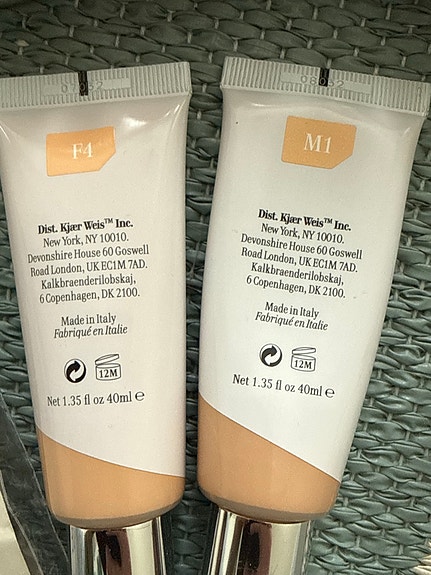 F4
Dist. Kjær Weis™ Inc.
New York, NY 10010.
Devonshire House 60 Goswell
Road London, UK EC1M 7AD.
Kalkbraenderilobskaj,
6 Copenhagen, DK 2100.
Made in Italy
Fabriqué en Italie
12M
Net 1.35 fl oz 40ml ℮
M1
Dist. Kjær Weis™ Inc.
New York, NY 10010.
Devonshire House 60 Goswell
Road London, UK EC1M 7AD.
Kalkbraenderilobskaj,
6 Copenhagen, DK 2100.
Made in Italy
Fabriqué en Italie
12M
Net 1.35 fl oz 40ml ℮